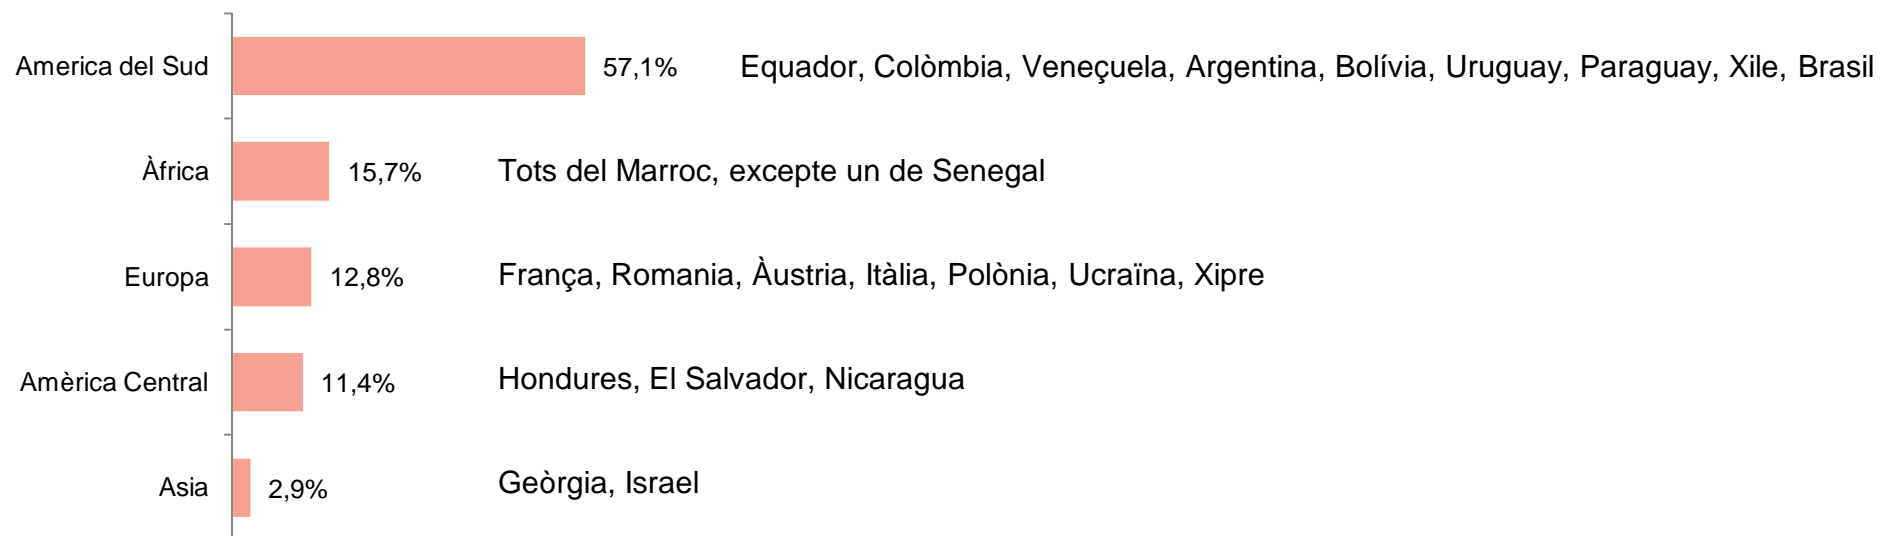 America del Sud 57,1% Equador, Colòmbia, Veneçuela, Argentina, Bolívia, Uruguay, Paraguay, Xile, Brasil
Àfrica 15,7% Tots del Marroc, excepte un de Senegal
Europa 12,8% França, Romania, Àustria, Itàlia, Polònia, Ucraïna, Xipre
Amèrica Central 11,4% Hondures, El Salvador, Nicaragua
Asia 2,9% Geòrgia, Israel